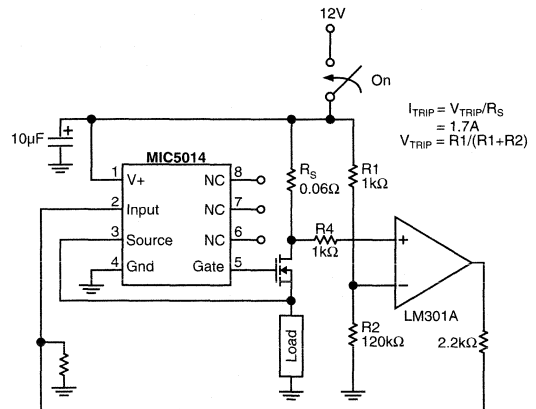 12V
On
I_TRIP = V_TRIP/R_S
= 1.7A
V_TRIP = R1/(R1+R2)
10µF
+
MIC5014
1 V+ NC 8
2 Input NC 7
3 Source NC 6
4 Gnd Gate 5
R_S
0.06Ω
R1
1kΩ
R4
1kΩ
+
−
LM301A
Load
R2
120kΩ
2.2kΩ